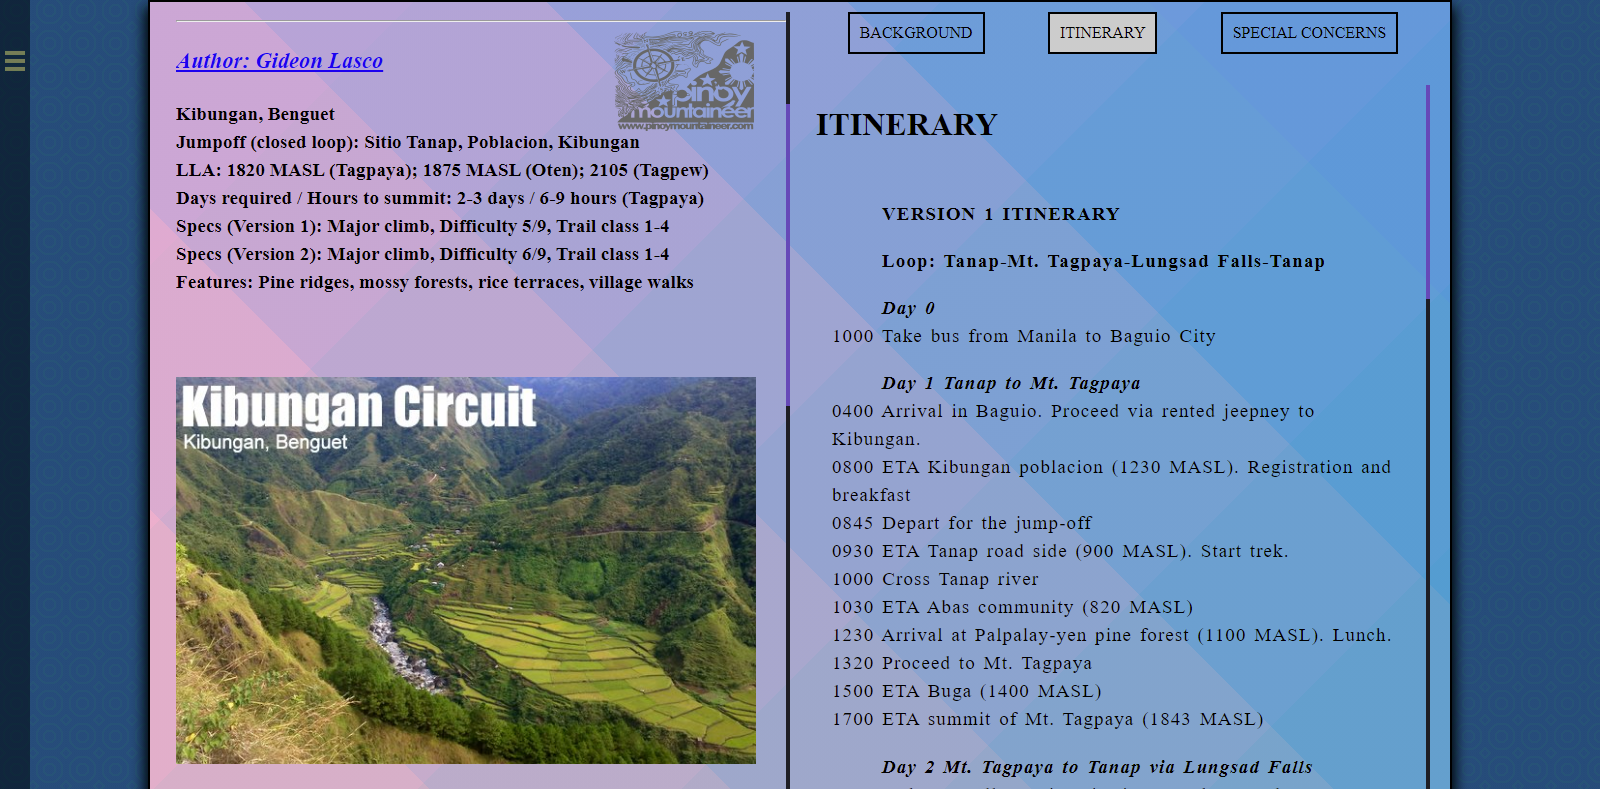 Author: Gideon Lasco
pinoy
mountaineer
www.pinoymountaineer.com
Kibungan, Benguet
Jumpoff (closed loop): Sitio Tanap, Poblacion, Kibungan
LLA: 1820 MASL (Tagpaya); 1875 MASL (Oten); 2105 (Tagpew)
Days required / Hours to summit: 2-3 days / 6-9 hours (Tagpaya)
Specs (Version 1): Major climb, Difficulty 5/9, Trail class 1-4
Specs (Version 2): Major climb, Difficulty 6/9, Trail class 1-4
Features: Pine ridges, mossy forests, rice terraces, village walks
Kibungan Circuit
Kibungan, Benguet
BACKGROUND
ITINERARY
SPECIAL CONCERNS
ITINERARY
VERSION 1 ITINERARY
Loop: Tanap-Mt. Tagpaya-Lungsad Falls-Tanap
Day 0
1000 Take bus from Manila to Baguio City
Day 1 Tanap to Mt. Tagpaya
0400 Arrival in Baguio. Proceed via rented jeepney to
Kibungan.
0800 ETA Kibungan poblacion (1230 MASL). Registration and
breakfast
0845 Depart for the jump-off
0930 ETA Tanap road side (900 MASL). Start trek.
1000 Cross Tanap river
1030 ETA Abas community (820 MASL)
1230 Arrival at Palpalay-yen pine forest (1100 MASL). Lunch.
1320 Proceed to Mt. Tagpaya
1500 ETA Buga (1400 MASL)
1700 ETA summit of Mt. Tagpaya (1843 MASL)
Day 2 Mt. Tagpaya to Tanap via Lungsad Falls